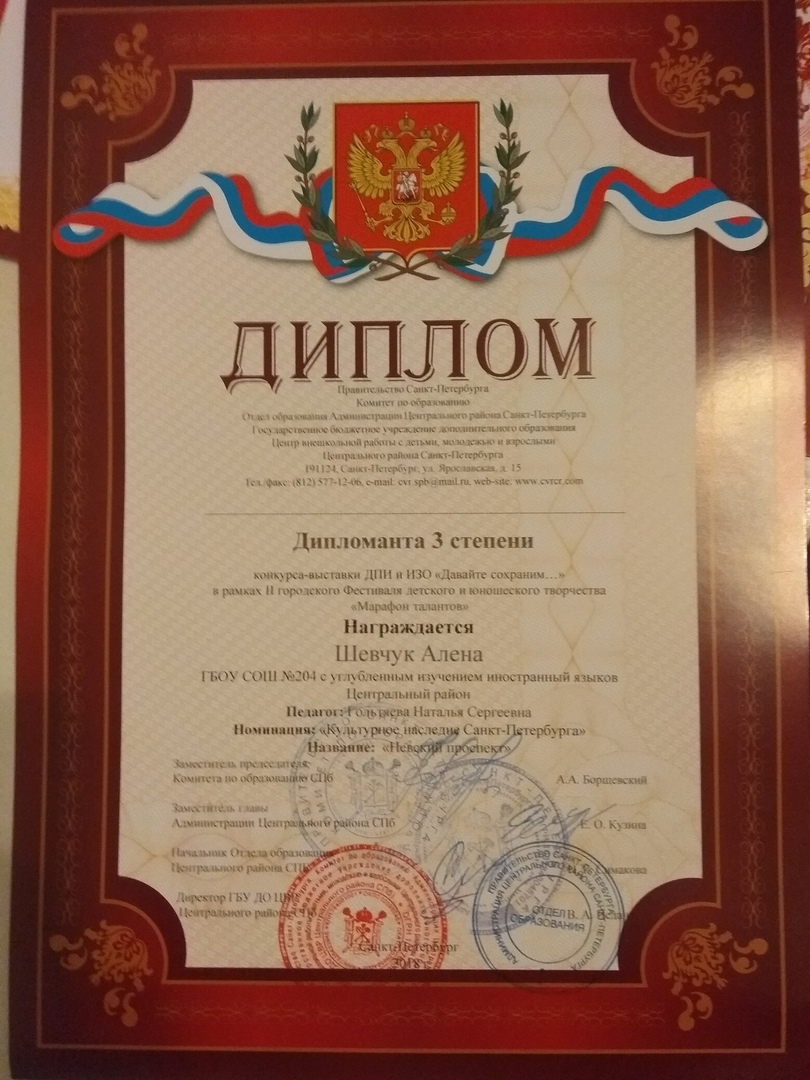 ДИПЛОМ
Правительство Санкт-Петербурга
Комитет по образованию
Отдел образования Администрации Центрального района Санкт-Петербурга
Государственное бюджетное учреждение дополнительного образования
Центр внешкольной работы с детьми, молодежью и взрослыми
Центрального района Санкт-Петербурга
191124, Санкт-Петербург, ул. Ярославская, д. 15
Тел./факс: (812) 577-12-06, e-mail: cvr.spb@mail.ru, web-site: www.cvrcr.com
Дипломанта 3 степени
конкурса-выставки ДПИ и ИЗО «Давайте сохраним…»
в рамках II городского Фестиваля детского и юношеского творчества
«Марафон талантов»
Награждается
Шевчук Алена
ГБОУ СОШ №204 с углубленным изучением иностранный языков
Центральный район
Педагог: Гольтяева Наталья Сергеевна
Номинация: «Культурное наследие Санкт-Петербурга»
Название: «Невский проспект»
Заместитель председателя
Комитета по образованию СПб
А.А. Борщевский
Заместитель главы
Администрации Центрального района СПб
Е. О. Кузина
Начальник Отдела образования
Центрального района СПб
Директор ГБУ ДО
Центрального района
В. А.
ОТДЕЛ
ОБРАЗОВАНИЯ
Санкт-Петербург
2018